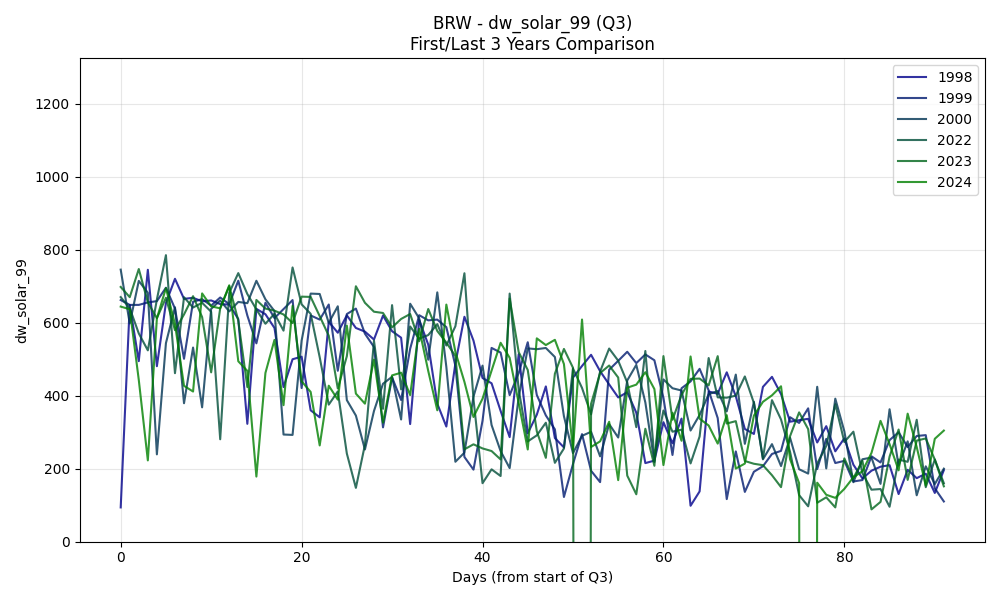 BRW - dw_solar_99 (Q3)
First/Last 3 Years Comparison
dw_solar_99
1200
1000
800
600
400
200
0
0 20 40 60 80
Days (from start of Q3)
1998
1999
2000
2022
2023
2024